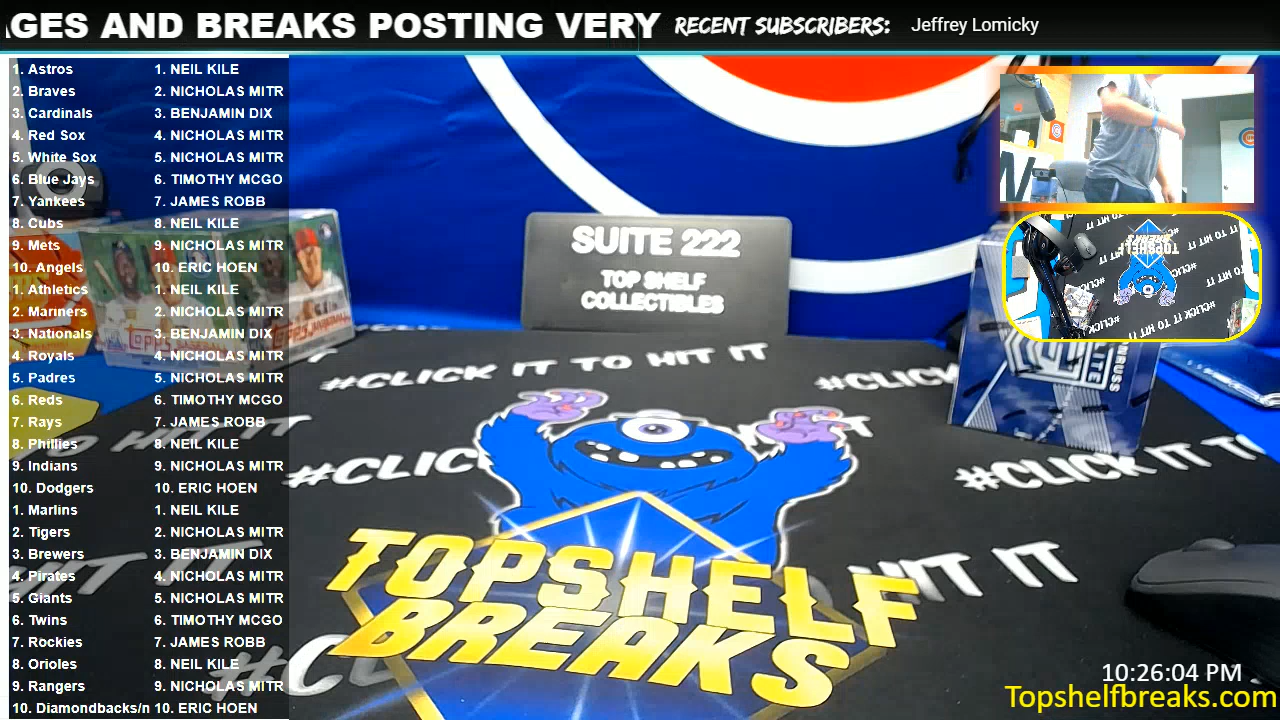 AGES AND BREAKS POSTING VERY
RECENT SUBSCRIBERS: Jeffrey Lomicky
1. Astros 1. NEIL KILE
2. Braves 2. NICHOLAS MITR
3. Cardinals 3. BENJAMIN DIX
4. Red Sox 4. NICHOLAS MITR
5. White Sox 5. NICHOLAS MITR
6. Blue Jays 6. TIMOTHY MCGO
7. Yankees 7. JAMES ROBB
8. Cubs 8. NEIL KILE
9. Mets 9. NICHOLAS MITR
10. Angels 10. ERIC HOEN
1. Athletics 1. NEIL KILE
2. Mariners 2. NICHOLAS MITR
3. Nationals 3. BENJAMIN DIX
4. Royals 4. NICHOLAS MITR
5. Padres 5. NICHOLAS MITR
6. Reds 6. TIMOTHY MCGO
7. Rays 7. JAMES ROBB
8. Phillies 8. NEIL KILE
9. Indians 9. NICHOLAS MITR
10. Dodgers 10. ERIC HOEN
1. Marlins 1. NEIL KILE
2. Tigers 2. NICHOLAS MITR
3. Brewers 3. BENJAMIN DIX
4. Pirates 4. NICHOLAS MITR
5. Giants 5. NICHOLAS MITR
6. Twins 6. TIMOTHY MCGO
7. Rockies 7. JAMES ROBB
8. Orioles 8. NEIL KILE
9. Rangers 9. NICHOLAS MITR
10. Diamondbacks/n 10. ERIC HOEN
SUITE 222
TOP SHELF
COLLECTIBLES
#CLICK IT TO HIT IT
#CLICK
#CLIC
#CLICK IT T
HIT IT
TOPSHELF
BREAKS
10:26:04 PM
Topshelfbreaks.com